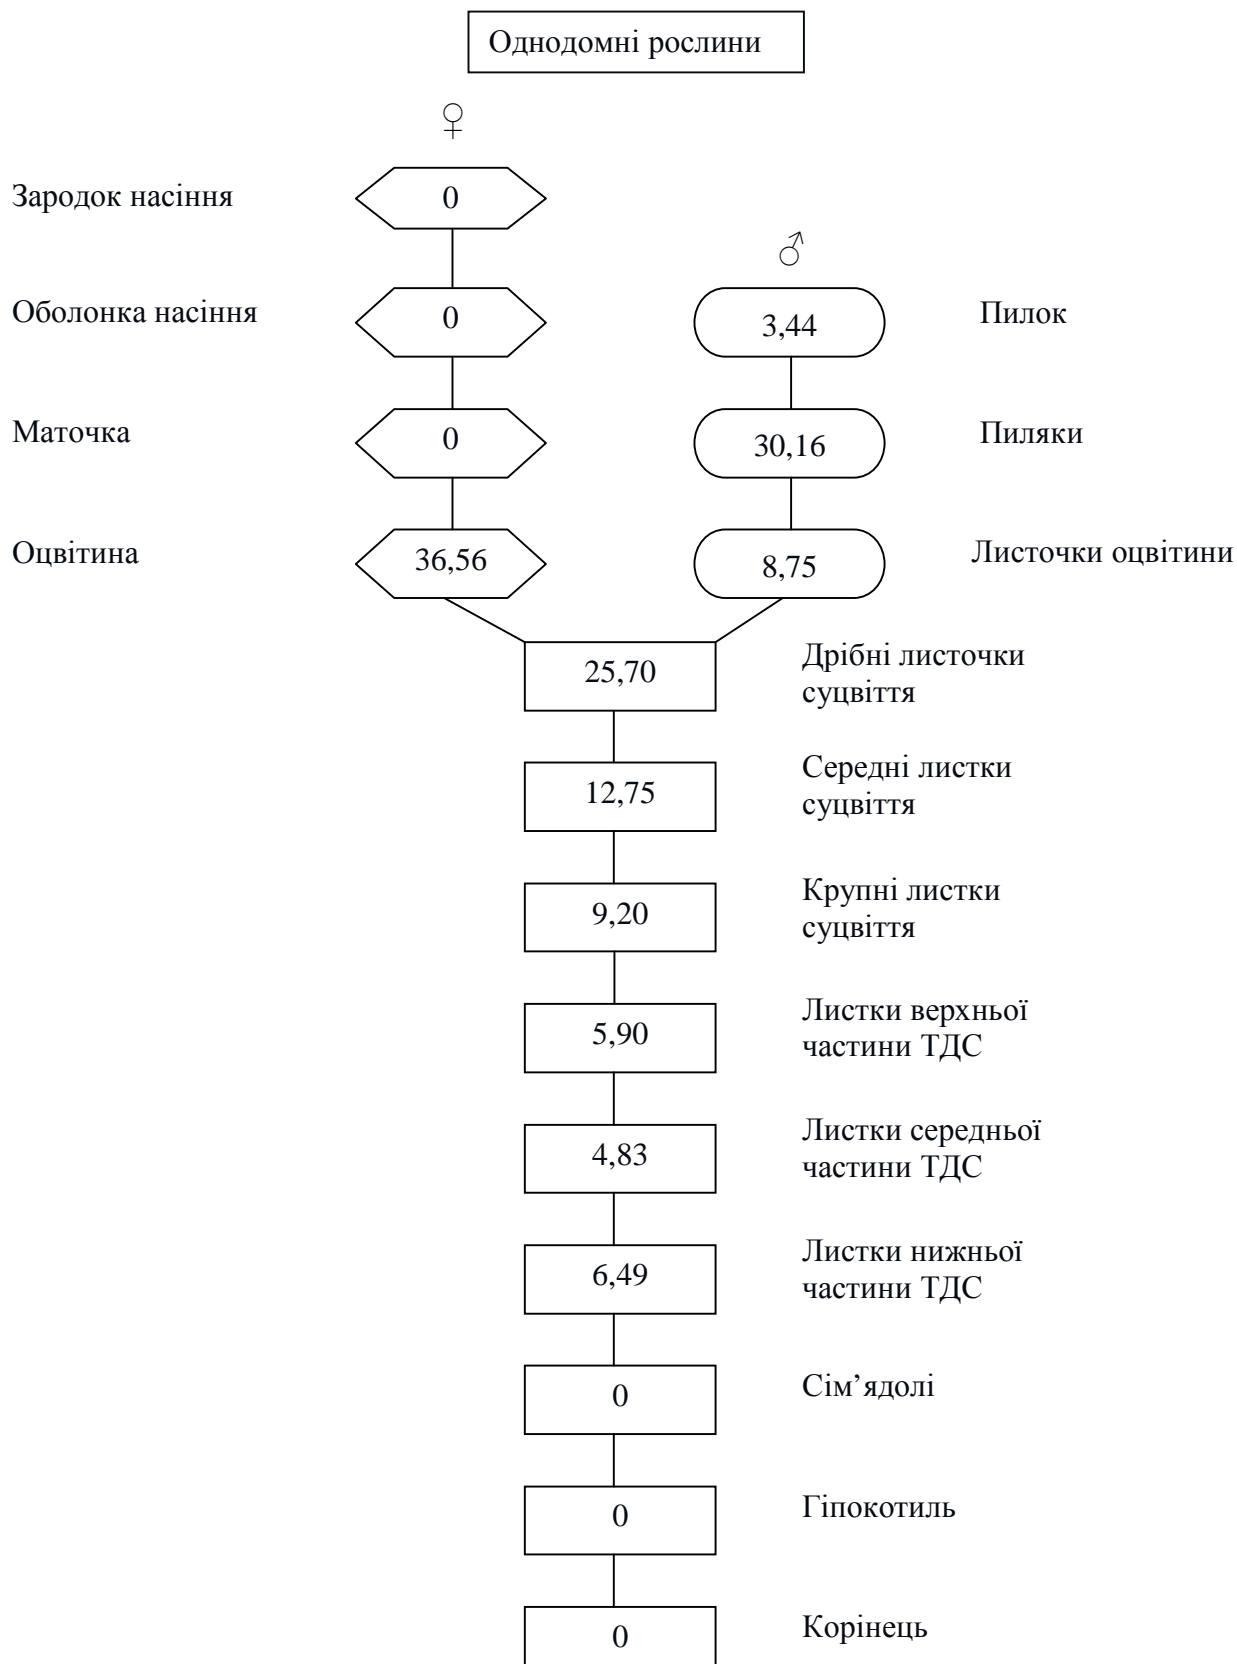 Однодомні рослини
♀
Зародок насіння
0
♂
Оболонка насіння
0
3,44
Пилок
Маточка
0
30,16
Пиляки
Оцвітина
36,56
8,75
Листочки оцвітини
25,70
Дрібні листочки
суцвіття
12,75
Середні листки
суцвіття
9,20
Крупні листки
суцвіття
5,90
Листки верхньої
частини ТДС
4,83
Листки середньої
частини ТДС
6,49
Листки нижньої
частини ТДС
0
Сім’ядолі
0
Гіпокотиль
0
Корінець